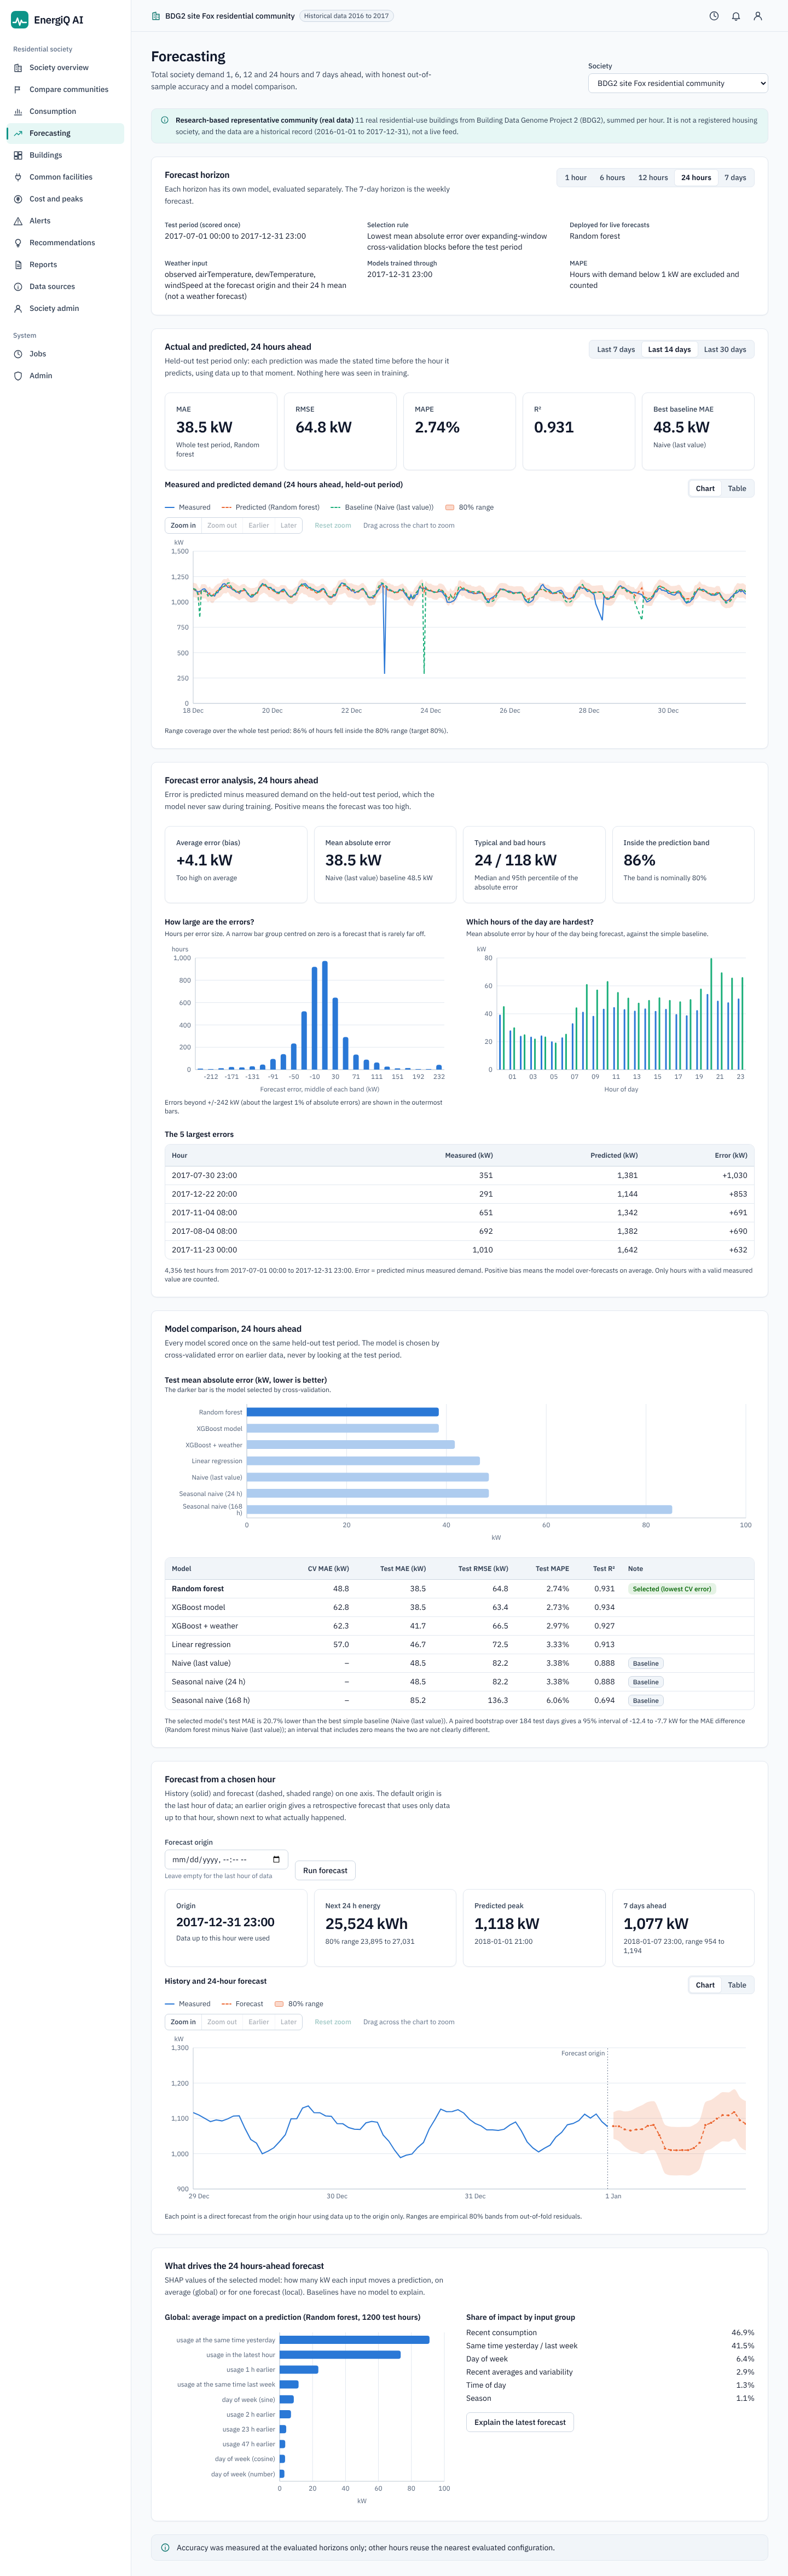 EnergiQ AI
Residential society
Society overview
Compare communities
Consumption
Forecasting
Buildings
Common facilities
Cost and peaks
Alerts
Recommendations
Reports
Data sources
Society admin
System
Jobs
Admin
BDG2 site Fox residential community
Historical data 2016 to 2017
Forecasting
Total society demand 1, 6, 12 and 24 hours and 7 days ahead, with honest out-of-
sample accuracy and a model comparison.
Society
BDG2 site Fox residential community
Research-based representative community (real data) 11 real residential-use buildings from Building Data Genome Project 2 (BDG2), summed per hour. It is not a registered housing
society, and the data are a historical record (2016-01-01 to 2017-12-31), not a live feed.
Forecast horizon
Each horizon has its own model, evaluated separately. The 7-day horizon is the weekly
forecast.
1 hour 6 hours 12 hours 24 hours 7 days
Test period (scored once)
2017-07-01 00:00 to 2017-12-31 23:00
Selection rule
Lowest mean absolute error over expanding-window
cross-validation blocks before the test period
Deployed for live forecasts
Random forest
Weather input
observed airTemperature, dewTemperature,
windSpeed at the forecast origin and their 24 h mean
(not a weather forecast)
Models trained through
2017-12-31 23:00
MAPE
Hours with demand below 1 kW are excluded and
counted
Actual and predicted, 24 hours ahead
Held-out test period only: each prediction was made the stated time before the hour it
predicts, using data up to that moment. Nothing here was seen in training.
Last 7 days Last 14 days Last 30 days
MAE
38.5 kW
Whole test period, Random
forest
RMSE
64.8 kW
MAPE
2.74%
R²
0.931
Best baseline MAE
48.5 kW
Naive (last value)
Measured and predicted demand (24 hours ahead, held-out period)
Chart Table
Measured Predicted (Random forest) Baseline (Naive (last value)) 80% range
Zoom in Zoom out Earlier Later Reset zoom Drag across the chart to zoom
kW
1,500
1,250
1,000
750
500
250
0
18 Dec 20 Dec 22 Dec 24 Dec 26 Dec 28 Dec 30 Dec
Range coverage over the whole test period: 86% of hours fell inside the 80% range (target 80%).
Forecast error analysis, 24 hours ahead
Error is predicted minus measured demand on the held-out test period, which the
model never saw during training. Positive means the forecast was too high.
Average error (bias)
+4.1 kW
Too high on average
Mean absolute error
38.5 kW
Naive (last value) baseline 48.5 kW
Typical and bad hours
24 / 118 kW
Median and 95th percentile of the
absolute error
Inside the prediction band
86%
The band is nominally 80%
How large are the errors?
Hours per error size. A narrow bar group centred on zero is a forecast that is rarely far off.
hours
1,000
800
600
400
200
0
-212 -171 -131 -91 -50 -10 30 71 111 151 192 232
Forecast error, middle of each band (kW)
Errors beyond +/-242 kW (about the largest 1% of absolute errors) are shown in the outermost
bars.
Which hours of the day are hardest?
Mean absolute error by hour of the day being forecast, against the simple baseline.
kW
80
60
40
20
0
01 03 05 07 09 11 13 15 17 19 21 23
Hour of day
The 5 largest errors
Hour Measured (kW) Predicted (kW) Error (kW)
2017-07-30 23:00 351 1,381 +1,030
2017-12-22 20:00 291 1,144 +853
2017-11-04 08:00 651 1,342 +691
2017-08-04 08:00 692 1,382 +690
2017-11-23 00:00 1,010 1,642 +632
4,356 test hours from 2017-07-01 00:00 to 2017-12-31 23:00. Error = predicted minus measured demand. Positive bias means the model over-forecasts on average. Only hours with a valid measured
value are counted.
Model comparison, 24 hours ahead
Every model scored once on the same held-out test period. The model is chosen by
cross-validated error on earlier data, never by looking at the test period.
Test mean absolute error (kW, lower is better)
The darker bar is the model selected by cross-validation.
Random forest
XGBoost model
XGBoost + weather
Linear regression
Naive (last value)
Seasonal naive (24 h)
Seasonal naive (168
h)
0 20 40 60 80 100
kW
Model CV MAE (kW) Test MAE (kW) Test RMSE (kW) Test MAPE Test R² Note
Random forest 48.8 38.5 64.8 2.74% 0.931 Selected (lowest CV error)
XGBoost model 62.8 38.5 63.4 2.73% 0.934
XGBoost + weather 62.3 41.7 66.5 2.97% 0.927
Linear regression 57.0 46.7 72.5 3.33% 0.913
Naive (last value) – 48.5 82.2 3.38% 0.888 Baseline
Seasonal naive (24 h) – 48.5 82.2 3.38% 0.888 Baseline
Seasonal naive (168 h) – 85.2 136.3 6.06% 0.694 Baseline
The selected model's test MAE is 20.7% lower than the best simple baseline (Naive (last value)). A paired bootstrap over 184 test days gives a 95% interval of -12.4 to -7.7 kW for the MAE difference
(Random forest minus Naive (last value)); an interval that includes zero means the two are not clearly different.
Forecast from a chosen hour
History (solid) and forecast (dashed, shaded range) on one axis. The default origin is
the last hour of data; an earlier origin gives a retrospective forecast that uses only data
up to that hour, shown next to what actually happened.
Forecast origin
mm/dd/yyyy, --:-- --
Leave empty for the last hour of data
Run forecast
Origin
2017-12-31 23:00
Data up to this hour were used
Next 24 h energy
25,524 kWh
80% range 23,895 to 27,031
Predicted peak
1,118 kW
2018-01-01 21:00
7 days ahead
1,077 kW
2018-01-07 23:00, range 954 to
1,194
History and 24-hour forecast
Chart Table
Measured Forecast 80% range
Zoom in Zoom out Earlier Later Reset zoom Drag across the chart to zoom
kW
1,300
1,200
1,100
1,000
900
Forecast origin
29 Dec 30 Dec 31 Dec 1 Jan
Each point is a direct forecast from the origin hour using data up to the origin only. Ranges are empirical 80% bands from out-of-fold residuals.
What drives the 24 hours-ahead forecast
SHAP values of the selected model: how many kW each input moves a prediction, on
average (global) or for one forecast (local). Baselines have no model to explain.
Global: average impact on a prediction (Random forest, 1200 test hours)
usage at the same time yesterday
usage in the latest hour
usage 1 h earlier
usage at the same time last week
day of week (sine)
usage 2 h earlier
usage 23 h earlier
usage 47 h earlier
day of week (cosine)
day of week (number)
0 20 40 60 80 100
kW
Share of impact by input group
Recent consumption 46.9%
Same time yesterday / last week 41.5%
Day of week 6.4%
Recent averages and variability 2.9%
Time of day 1.3%
Season 1.1%
Explain the latest forecast
Accuracy was measured at the evaluated horizons only; other hours reuse the nearest evaluated configuration.